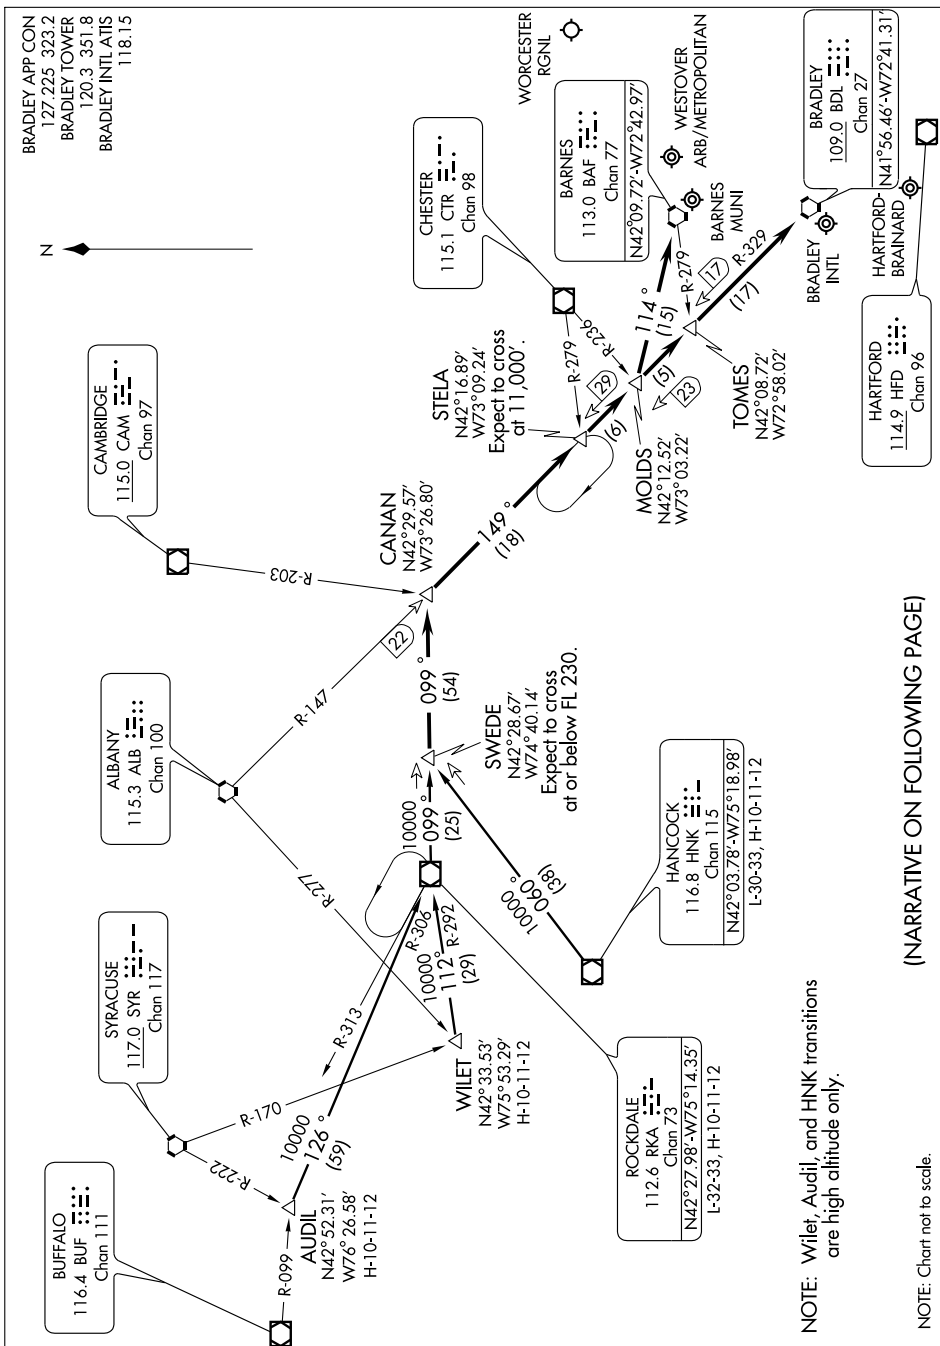 BRADLEY APP CON
127.225 323.2
BRADLEY TOWER
120.3 351.8
BRADLEY INTL ATIS
118.15
N
BUFFALO
116.4 BUF
Chan 111
SYRACUSE
117.0 SYR
Chan 117
ALBANY
115.3 ALB
Chan 100
CAMBRIDGE
115.0 CAM
Chan 97
CHESTER
115.1 CTR
Chan 98
BARNES
113.0 BAF
Chan 77
N42°09.72'-W72°42.97'
WORCESTER
RGNL
WESTOVER
ARB/METROPOLITAN
BARNES
MUNI
BRADLEY
109.0 BDL
Chan 27
N41°56.46'-W72°41.31'
BRADLEY
INTL
HARTFORD-
BRAINARD
HARTFORD
114.9 HFD
Chan 96
R-099
R-222
R-170
AUDIL
N42°52.31'
W76°26.58'
H-10-11-12
10000
126°
(59)
R-313
R-306
WILET
N42°33.53'
W75°53.29'
H-10-11-12
10000
112°
(29)
R-292
R-277
R-147
22
R-203
10000
099°
(25)
SWEDE
N42°28.67'
W74°40.14'
Expect to cross
at or below FL 230.
10000
060°
(38)
099°
(54)
CANAN
N42°29.57'
W73°26.80'
149°
(18)
STELA
N42°16.89'
W73°09.24'
Expect to cross
at 11,000'.
R-279
R-236
29
(6)
MOLDS
N42°12.52'
W73°03.22'
114°
(15)
(5)
23
R-279
TOMES
N42°08.72'
W72°58.02'
17
R-329
(17)
ROCKDALE
112.6 RKA
Chan 73
N42°27.98'-W75°14.35'
L-32-33, H-10-11-12
HANCOCK
116.8 HNK
Chan 115
N42°03.78'-W75°18.98'
L-30-33, H-10-11-12
NOTE: Wilet, Audil, and HNK transitions
are high altitude only.
(NARRATIVE ON FOLLOWING PAGE)
NOTE: Chart not to scale.